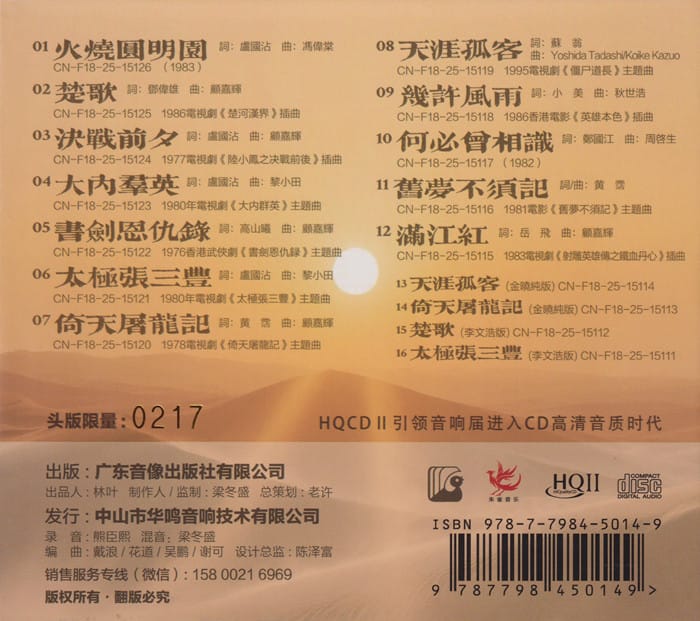 01 火燒圓明園 詞：盧國沾 曲：馮偉棠
CN-F18-25-15126 （1983）
02 楚歌 詞：鄧偉雄 曲：顧嘉輝
CN-F18-25-15125 1986電視劇《楚河漢界》插曲
03 決戰前夕 詞：盧國沾 曲：顧嘉輝
CN-F18-25-15124 1977電視劇《陸小鳳之決戰前後》插曲
04 大內羣英 詞：盧國沾 曲：黎小田
CN-F18-25-15123 1980年電視劇《大內群英》主題曲
05 書劍恩仇錄 詞：高山曦 曲：顧嘉輝
CN-F18-25-15122 1976香港武俠劇《書劍恩仇錄》主題曲
06 太極張三豐 詞：盧國沾 曲：黎小田
CN-F18-25-15121 1980年電視劇《太極張三豐》主題曲
07 倚天屠龍記 詞：黃霑 曲：顧嘉輝
CN-F18-25-15120 1978電視劇《倚天屠龍記》主題曲
08 天涯孤客 詞：蘇翁
曲：Yoshida Tadashi/Koike Kazuo
CN-F18-25-15119 1995電視劇《僵尸道長》主題曲
09 幾許風雨 詞：小美 曲：秋世浩
CN-F18-25-15118 1986香港電影《英雄本色》插曲
10 何必曾相識 詞：鄭國江 曲：周啓生
CN-F18-25-15117 （1982）
11 舊夢不須記 詞/曲：黄霑
CN-F18-25-15116 1981電影《舊夢不須記》主題曲
12 滿江紅 詞：岳飛 曲：顧嘉輝
CN-F18-25-15115 1983電視劇《射雕英雄傳之鐵血丹心》插曲
13 天涯孤客 (金曉純版) CN-F18-25-15114
14 倚天屠龍記 (金曉純版) CN-F18-25-15113
15 楚歌 (李文浩版) CN-F18-25-15112
16 太極張三豐 (李文浩版) CN-F18-25-15111
头版限量：0217
HQCDⅡ引领音响届进入CD高清音质时代
出版：广东音像出版社有限公司
出品人：林叶 制作人/监制：梁冬盛 总策划：老许
发行：中山市华鸣音响技术有限公司
录 音：熊臣熙 混音：梁冬盛
编 曲：戴浪/花道/吴鹏/谢可 设计总监：陈泽富
销售服务专线（微信）：158 0021 6969
版权所有·翻版必究
朱雀音乐
HQII
HiQualityCD
COMPACT
disc
DIGITAL AUDIO
ISBN 978-7-7984-5014-9
9 787798 450149 >